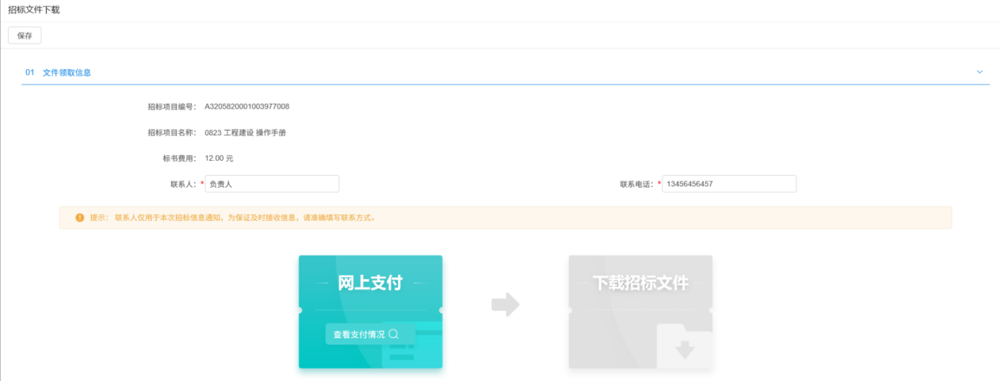 招标文件下载
保存
01 文件领取信息
招标项目编号： A3205820001003977008
招标项目名称： 0823 工程建设 操作手册
标书费用： 12.00 元
联系人：* 负责人 联系电话：* 13456456457
提示： 联系人仅用于本次招标信息通知，为保证及时接收信息，请准确填写联系方式。
网上支付 下载招标文件
查看支付情况